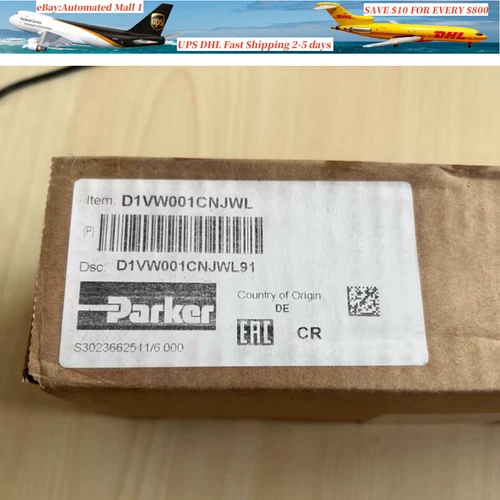 eBay:Automated Mall 1
SAVE $10 FOR EVERY $800
ups
DHL
UPS DHL Fast Shipping 2-5 days
Item: D1VW001CNJWL
(P)
Dsc: D1VW001CNJWL91
Parker
Country of Origin
DE
EAC
CR
S3023662511/6.000